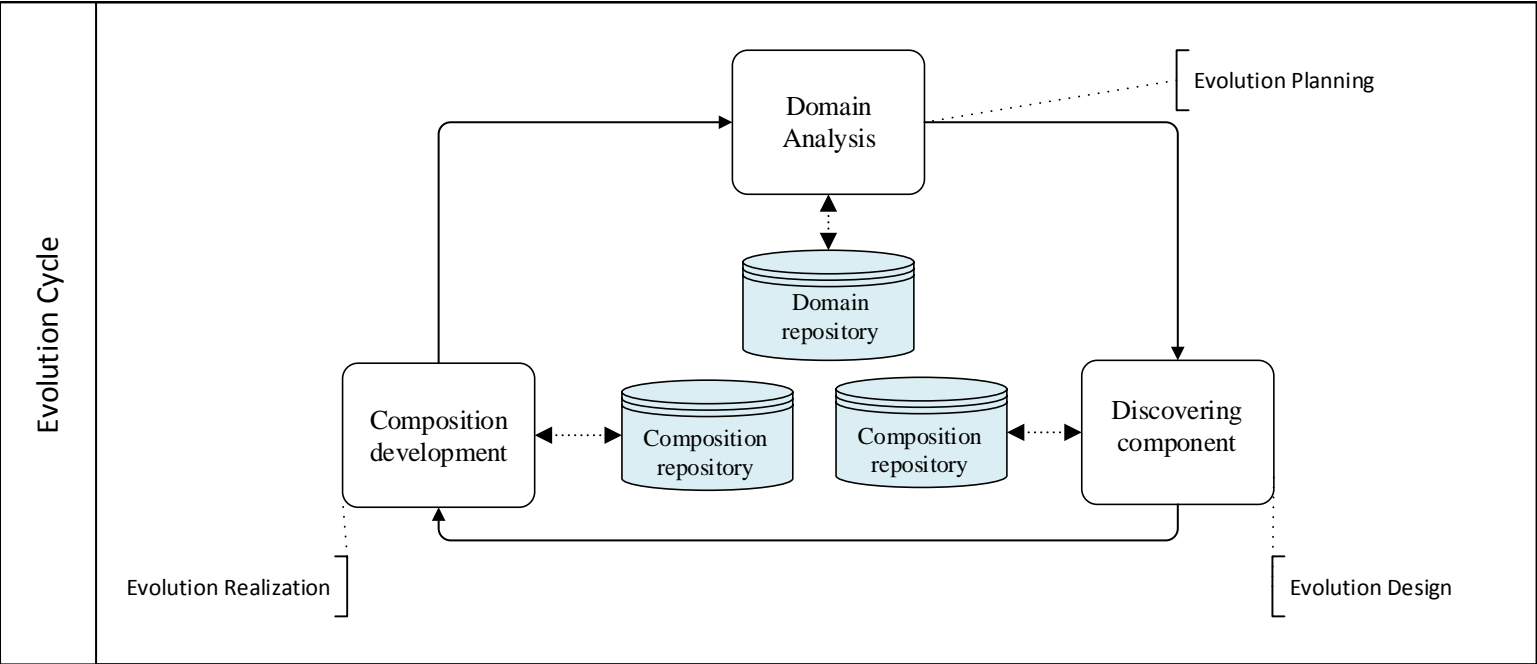 Evolution Cycle
Domain
Analysis
Evolution Planning
Domain
repository
Composition
development
Composition
repository
Composition
repository
Discovering
component
Evolution Realization
Evolution Design